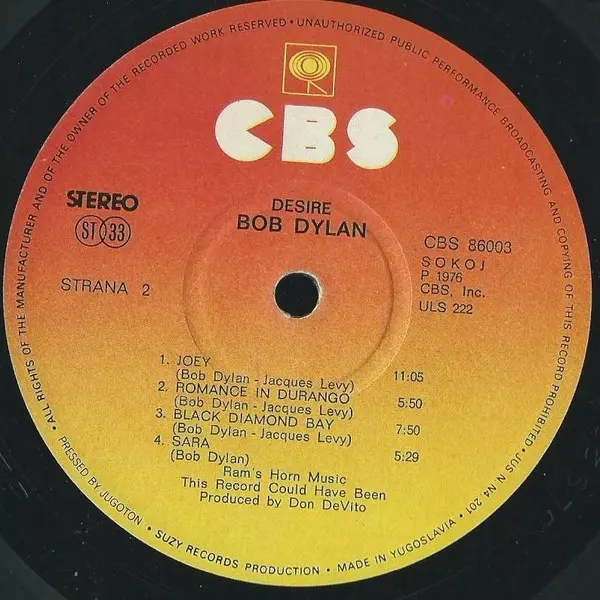 ALL RIGHTS OF THE MANUFACTURER AND OF THE OWNER OF THE RECORDED WORK RESERVED • UNAUTHORIZED PUBLIC PERFORMANCE BROADCASTING AND COPYING OF THIS RECORD PROHIBITED • JUS N N4 201 •
CBS
DESIRE
BOB DYLAN
STEREO
ST 33
STRANA 2
CBS 86003
SOKOJ
P 1976
CBS, Inc.
ULS 222
1. JOEY
(Bob Dylan - Jacques Levy) 11:05
2. ROMANCE IN DURANGO
(Bob Dylan - Jacques Levy) 5:50
3. BLACK DIAMOND BAY
(Bob Dylan - Jacques Levy) 7:50
4. SARA
(Bob Dylan) 5:29
Ram's Horn Music
This Record Could Have Been
Produced by Don DeVito
• PRESSED BY JUGOTON • SUZY RECORDS PRODUCTION • MADE IN YUGOSLAVIA •